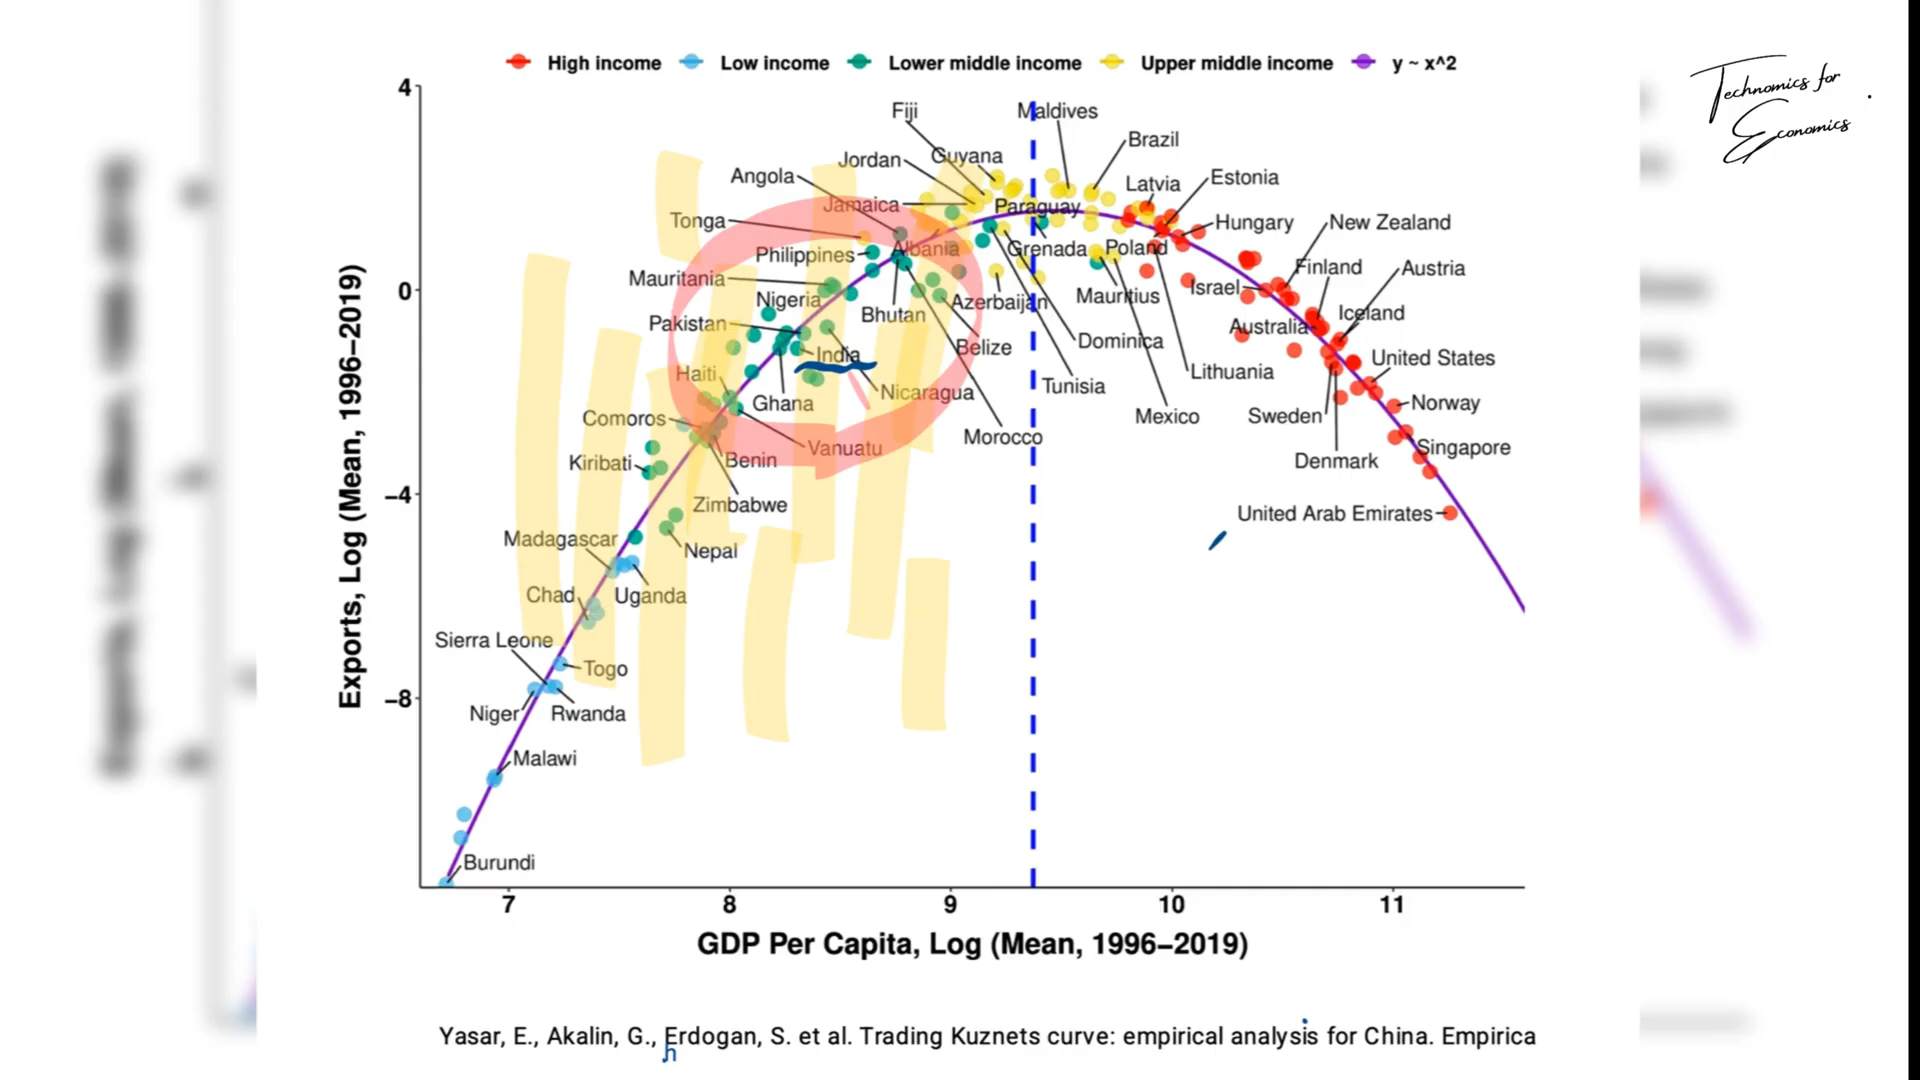 High income Low income Lower middle income Upper middle income y ~ x^2
Technomics for
Economics
4
0
−4
−8
Exports, Log (Mean, 1996−2019)
Fiji
Maldives
Brazil
Guyana
Jordan
Angola
Latvia
Estonia
Jamaica
Paraguay
Tonga
Hungary
New Zealand
Albania
Grenada
Poland
Philippines
Finland
Austria
Mauritania
Israel
Nigeria
Azerbaijan
Mauritius
Bhutan
Iceland
Pakistan
Australia
India
Belize
Dominica
United States
Haiti
Lithuania
Tunisia
Nicaragua
Ghana
Norway
Comoros
Mexico
Sweden
Morocco
Vanuatu
Singapore
Kiribati
Benin
Denmark
Zimbabwe
United Arab Emirates
Madagascar
Nepal
Chad
Uganda
Sierra Leone
Togo
Niger
Rwanda
Malawi
Burundi
7 8 9 10 11
GDP Per Capita, Log (Mean, 1996−2019)
Yasar, E., Akalin, G., Erdogan, S. et al. Trading Kuznets curve: empirical analysis for China. Empirica
h